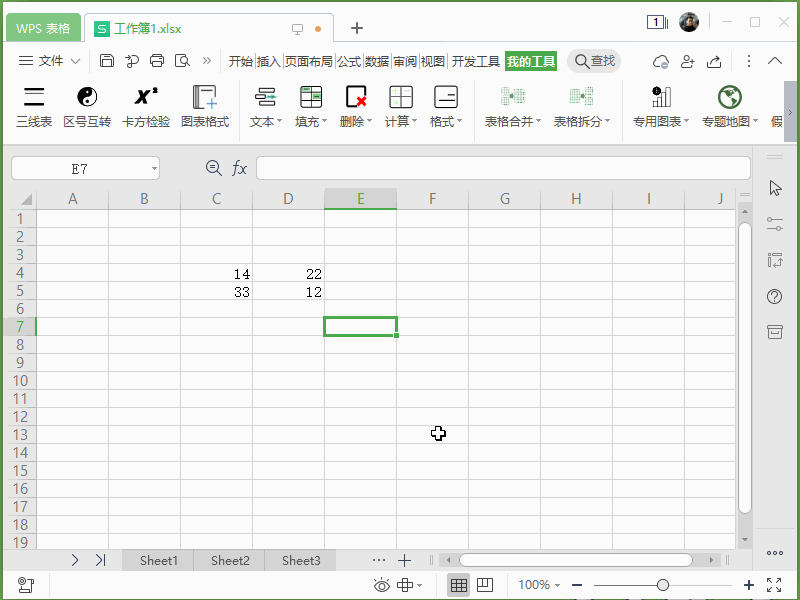 WPS 表格 S 工作簿1.xlsx 1
文件 开始 插入 页面布局 公式 数据 审阅 视图 开发工具 我的工具 查找
三线表 区号互转 卡方检验 图表格式 文本 填充 删除 计算 格式 表格合并 表格拆分 专用图表 专题地图
E7 fx
A B C D E F G H I J
1
2
3
4 14 22
5 33 12
6
7
8
9
10
11
12
13
14
15
16
17
18
19
Sheet1 Sheet2 Sheet3
100%